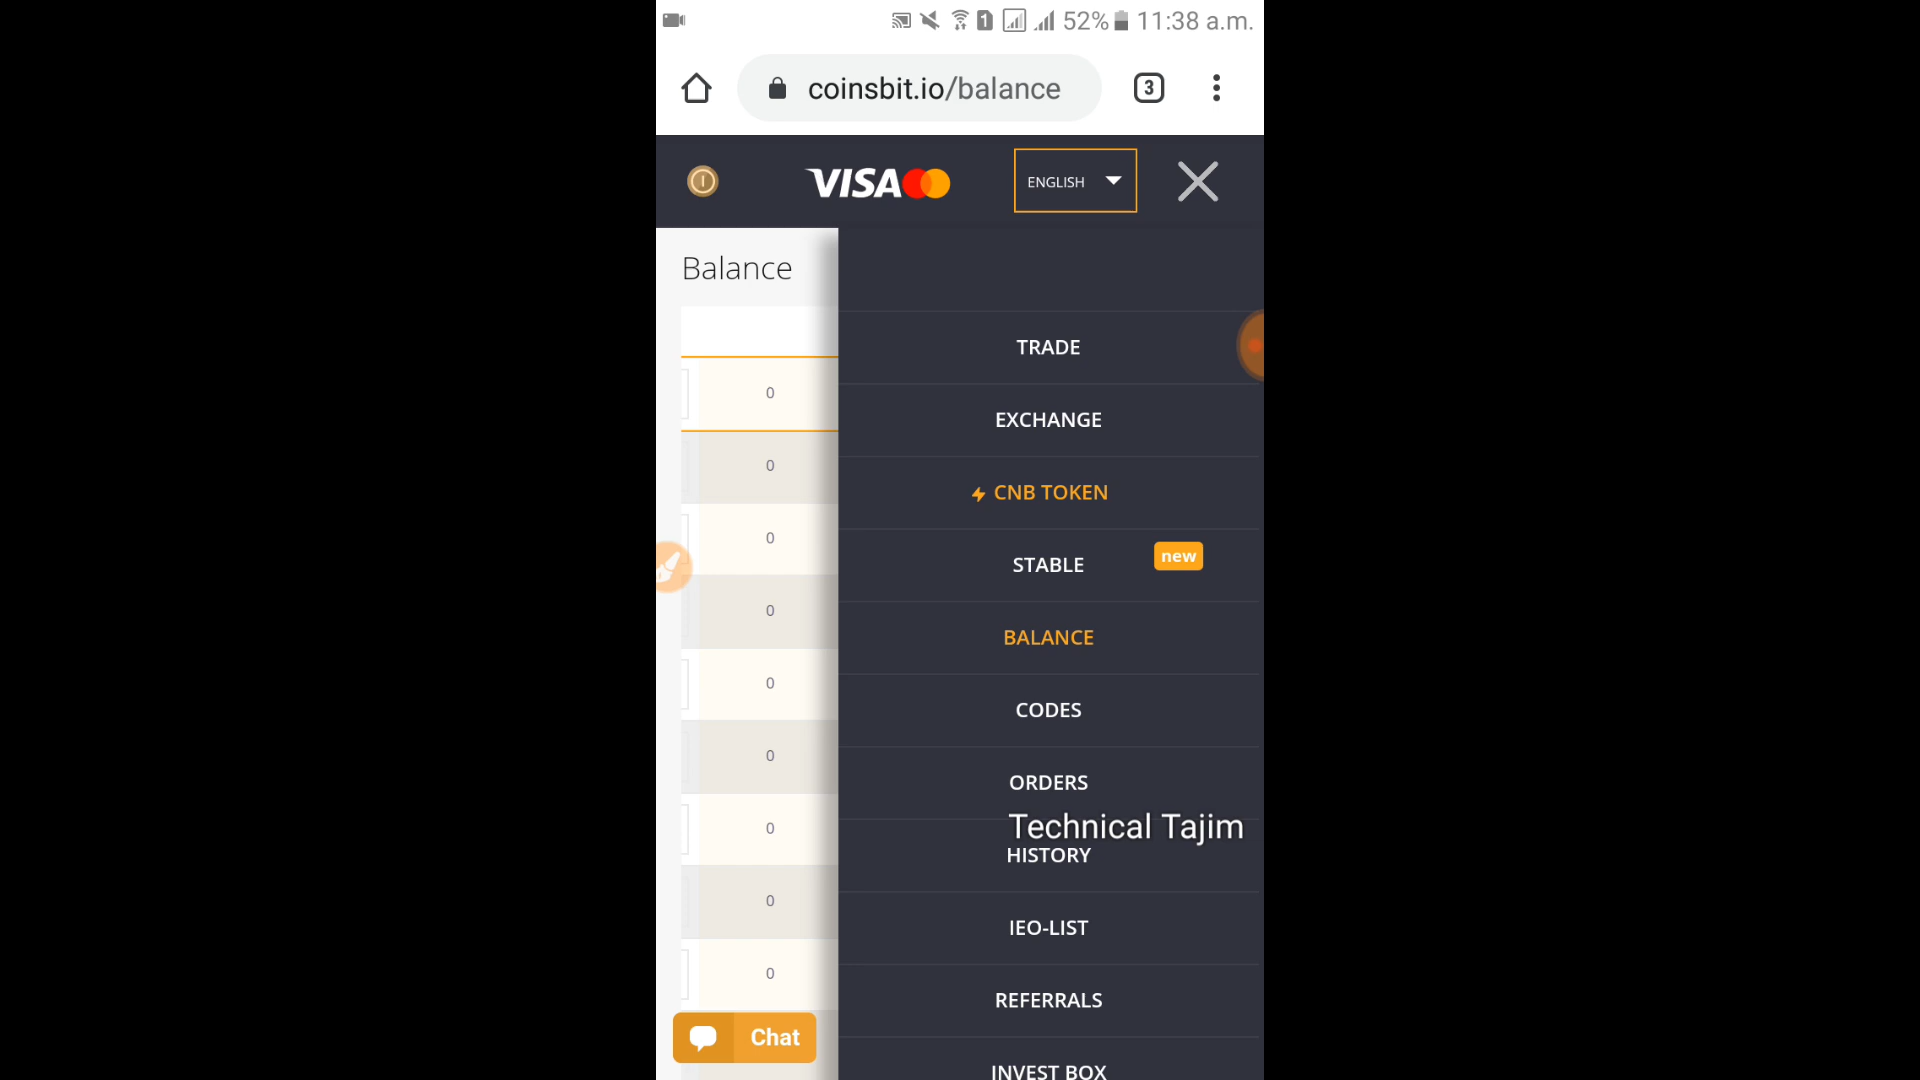 1 52% 11:38 a.m.
coinsbit.io/balance 3
VISA ENGLISH
Balance
TRADE
0
EXCHANGE
0
CNB TOKEN
0
STABLE new
0
BALANCE
0
CODES
0
ORDERS
0
Technical Tajim
HISTORY
0
IEO-LIST
0
REFERRALS
Chat
INVEST BOX